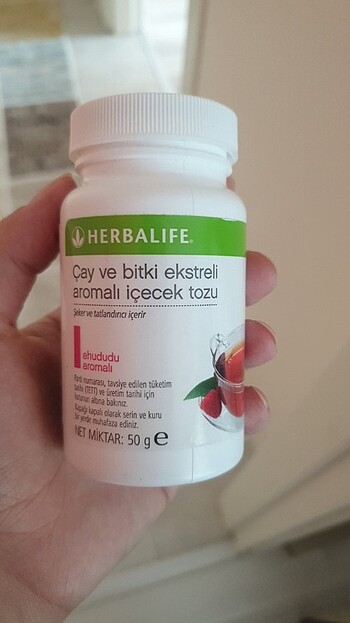 HERBALIFE®
Çay ve bitki ekstreli
aromalı içecek tozu
Şeker ve tatlandırıcı içerir
ahududu
aromalı
Parti numarası, tavsiye edilen tüketim
tarihi (TETT) ve üretim tarihi için
kutunun altına bakınız.
Kapağı kapalı olarak serin ve kuru
bir yerde muhafaza ediniz.
NET MİKTAR: 50 g e